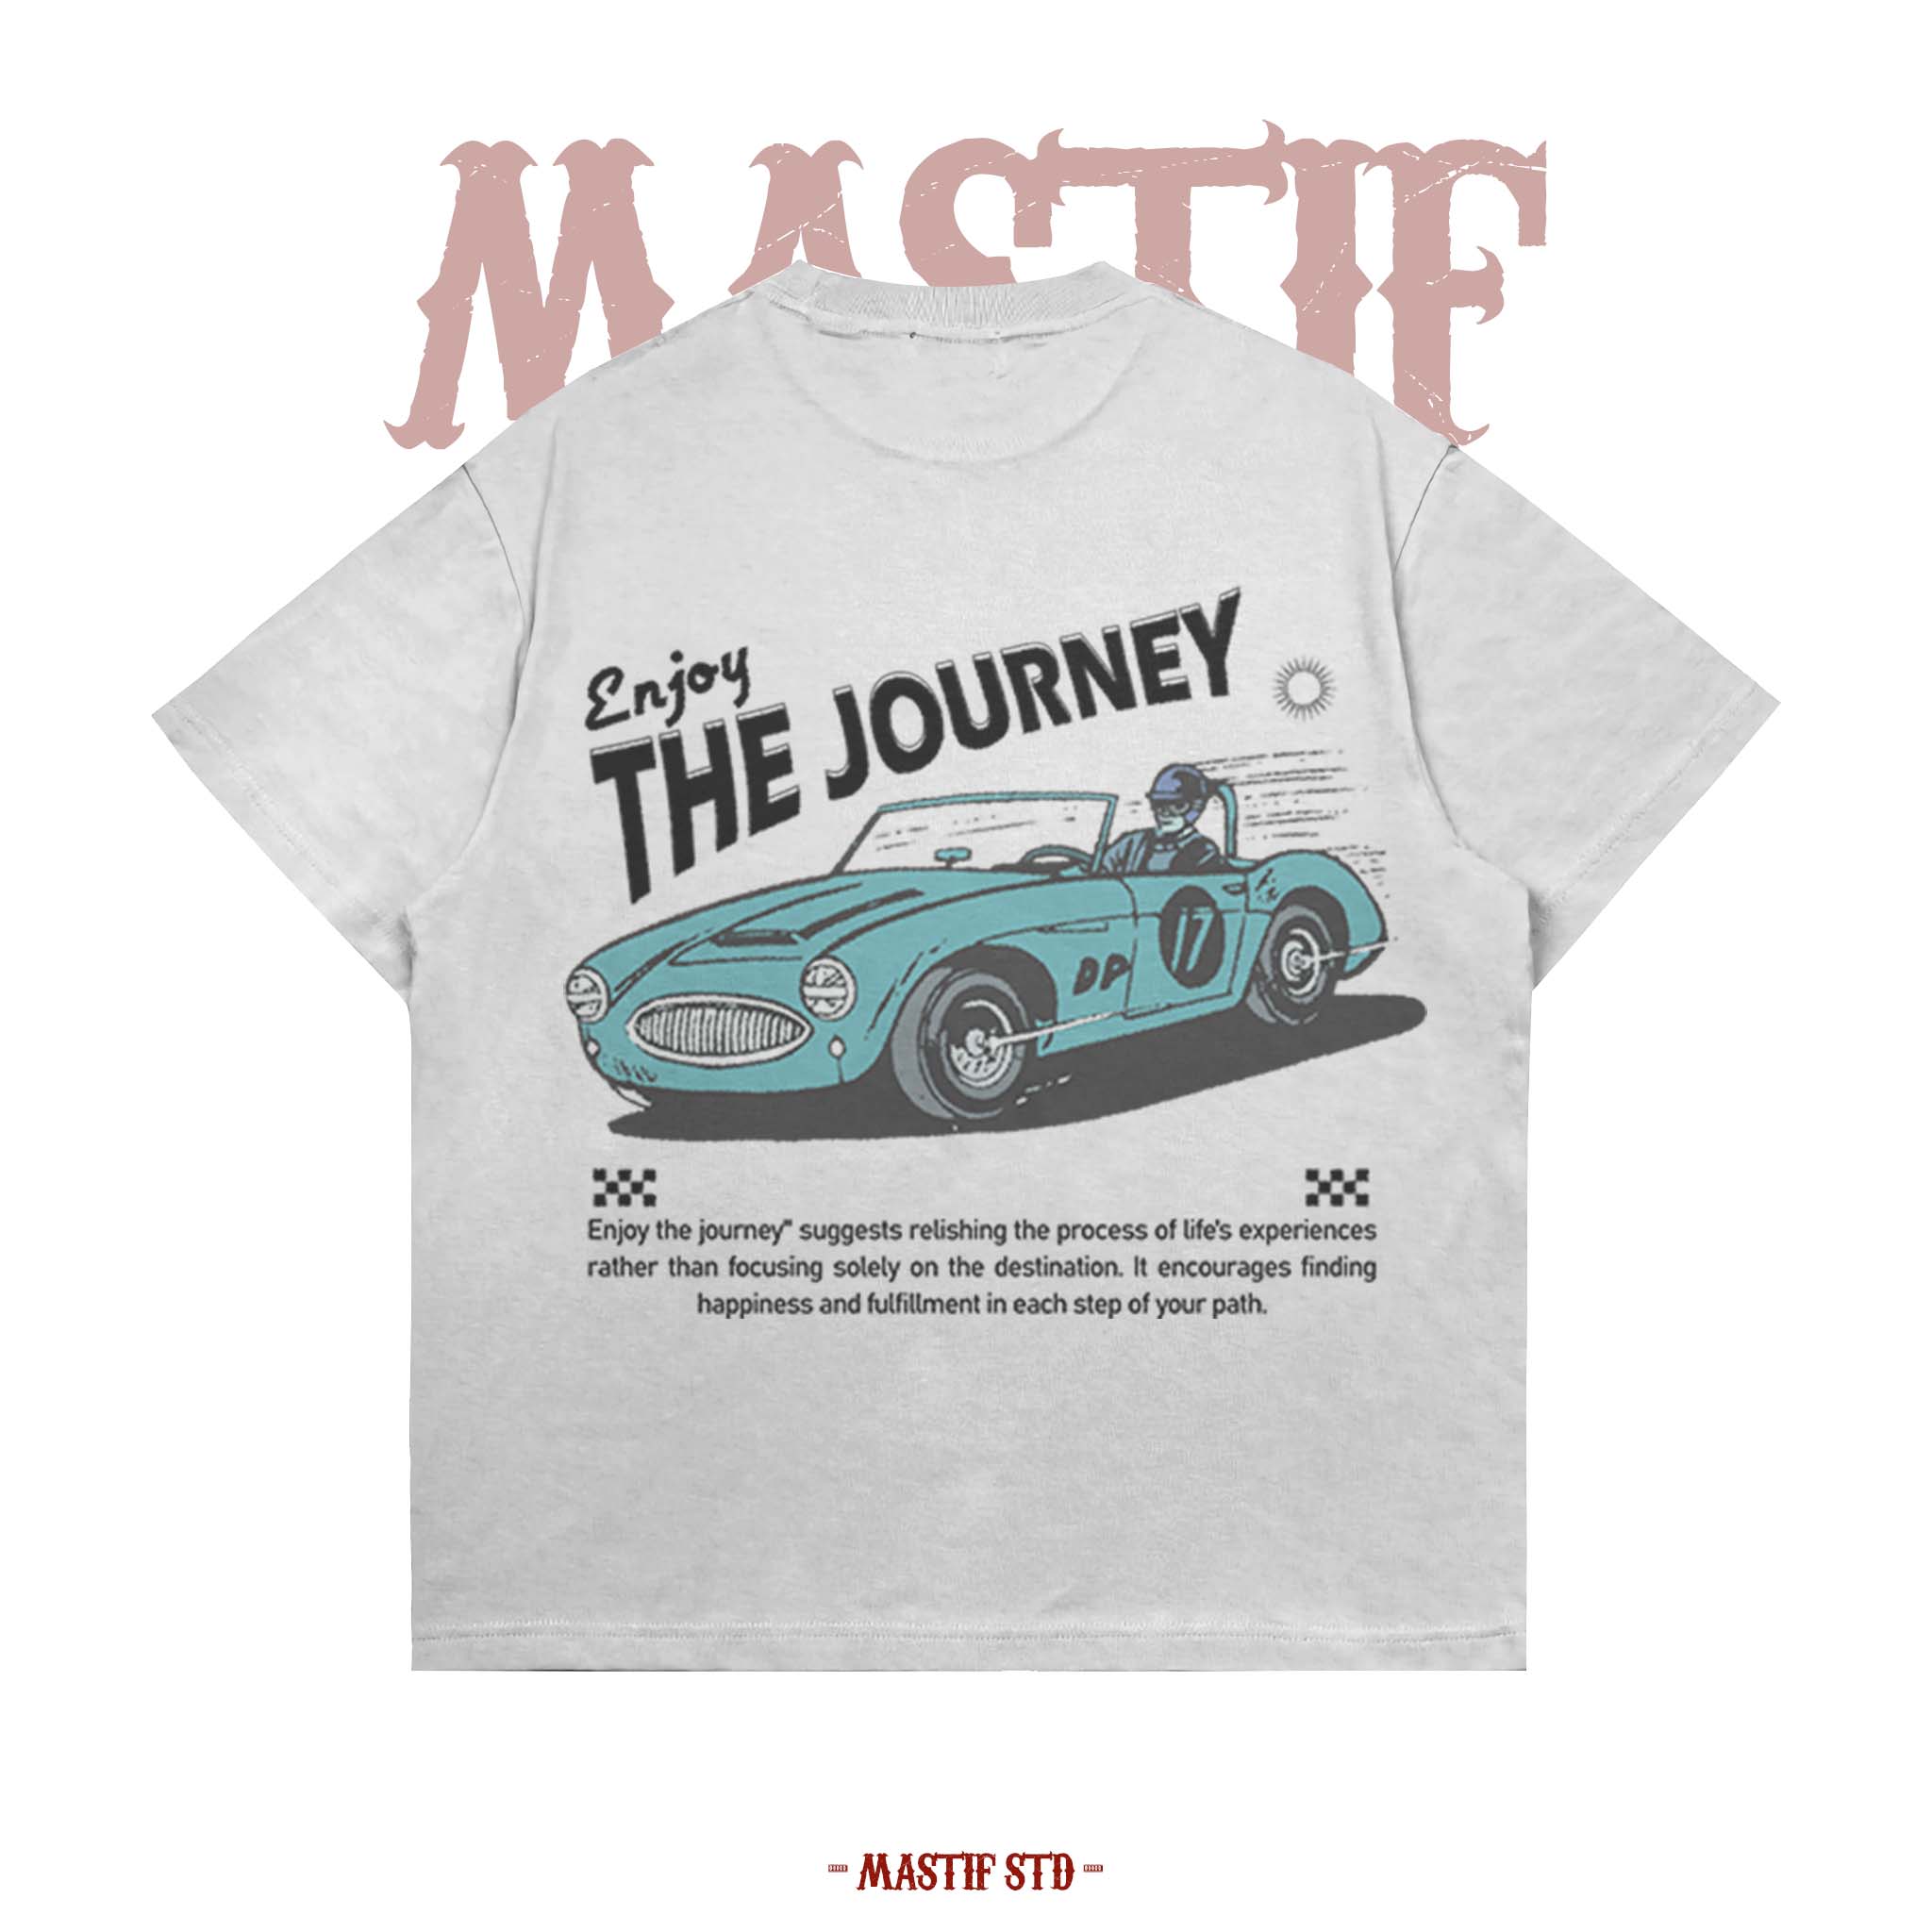 MASTIF
Enjoy
THE JOURNEY
17
DP
Enjoy the journey" suggests relishing the process of life's experiences
rather than focusing solely on the destination. It encourages finding
happiness and fulfillment in each step of your path.
MASTIF STD